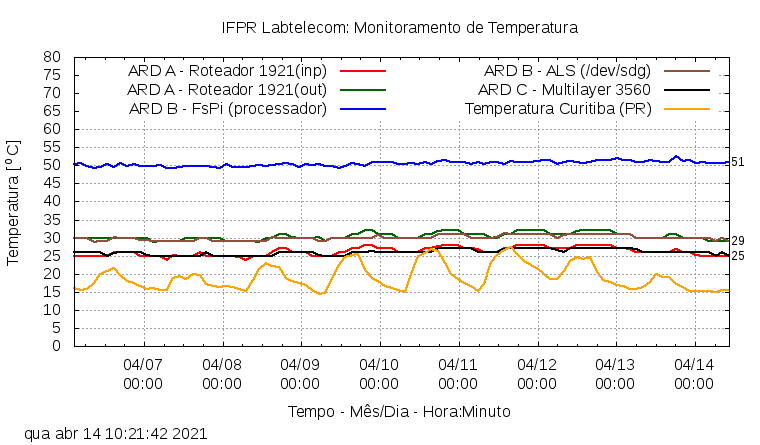 IFPR Labtelecom: Monitoramento de Temperatura
80
75
70
65
60
55
50
45
40
35
30
25
20
15
10
5
0
Temperatura [°C]
ARD A - Roteador 1921(inp)
ARD A - Roteador 1921(out)
ARD B - FsPi (processador)
ARD B - ALS (/dev/sdg)
ARD C - Multilayer 3560
Temperatura Curitiba (PR)
51
29
25
04/07 04/08 04/09 04/10 04/11 04/12 04/13 04/14
00:00 00:00 00:00 00:00 00:00 00:00 00:00 00:00
Tempo - Mês/Dia - Hora:Minuto
qua abr 14 10:21:42 2021